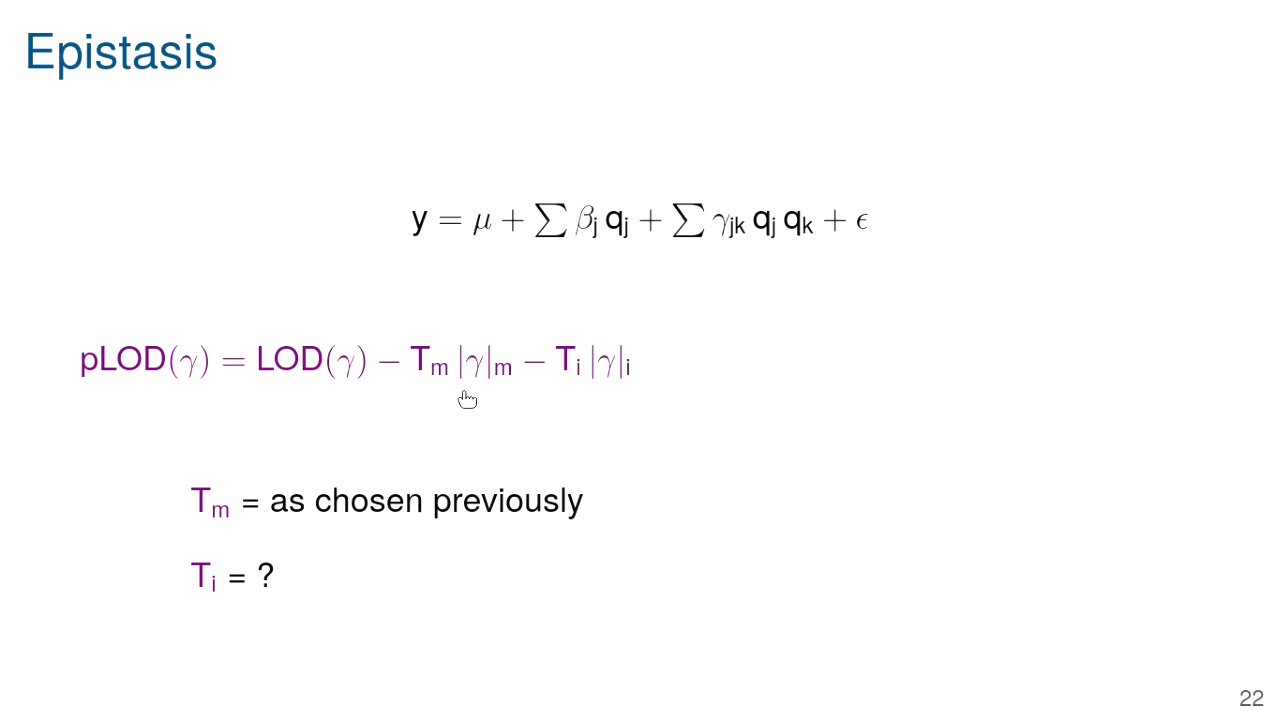 Epistasis
y = μ + ∑ βj qj + ∑ γjk qj qk + ϵ
pLOD(γ) = LOD(γ) − Tm |γ|m − Ti |γ|i
Tm = as chosen previously
Ti = ?
22